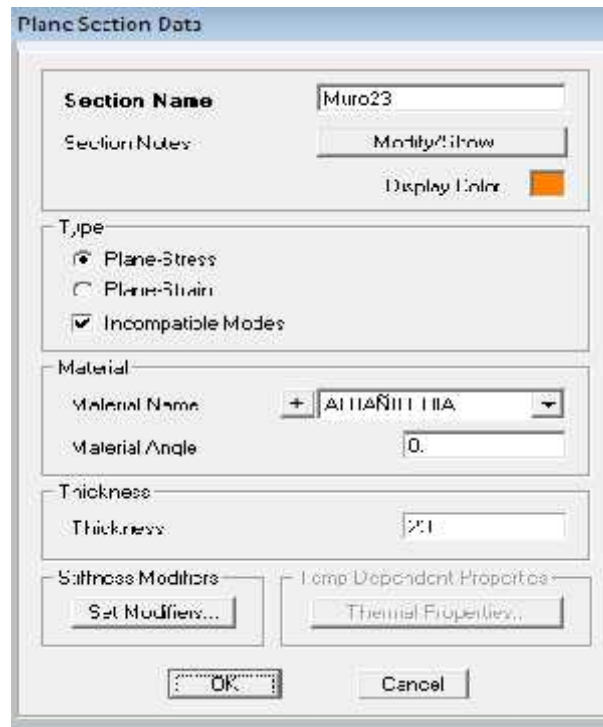 Plane Section Data
Section Name Muro23
Section Notes Modify/Show
Display Color
Type
Plane-Stress
Plane-Strain
Incompatible Modes
Material
Material Name + ALBAÑILERIA
Material Angle 0.
Thickness
Thickness
Stiffness Modifiers
Set Modifiers...
Temp Dependent Properties
Thermal Properties...
OK
Cancel